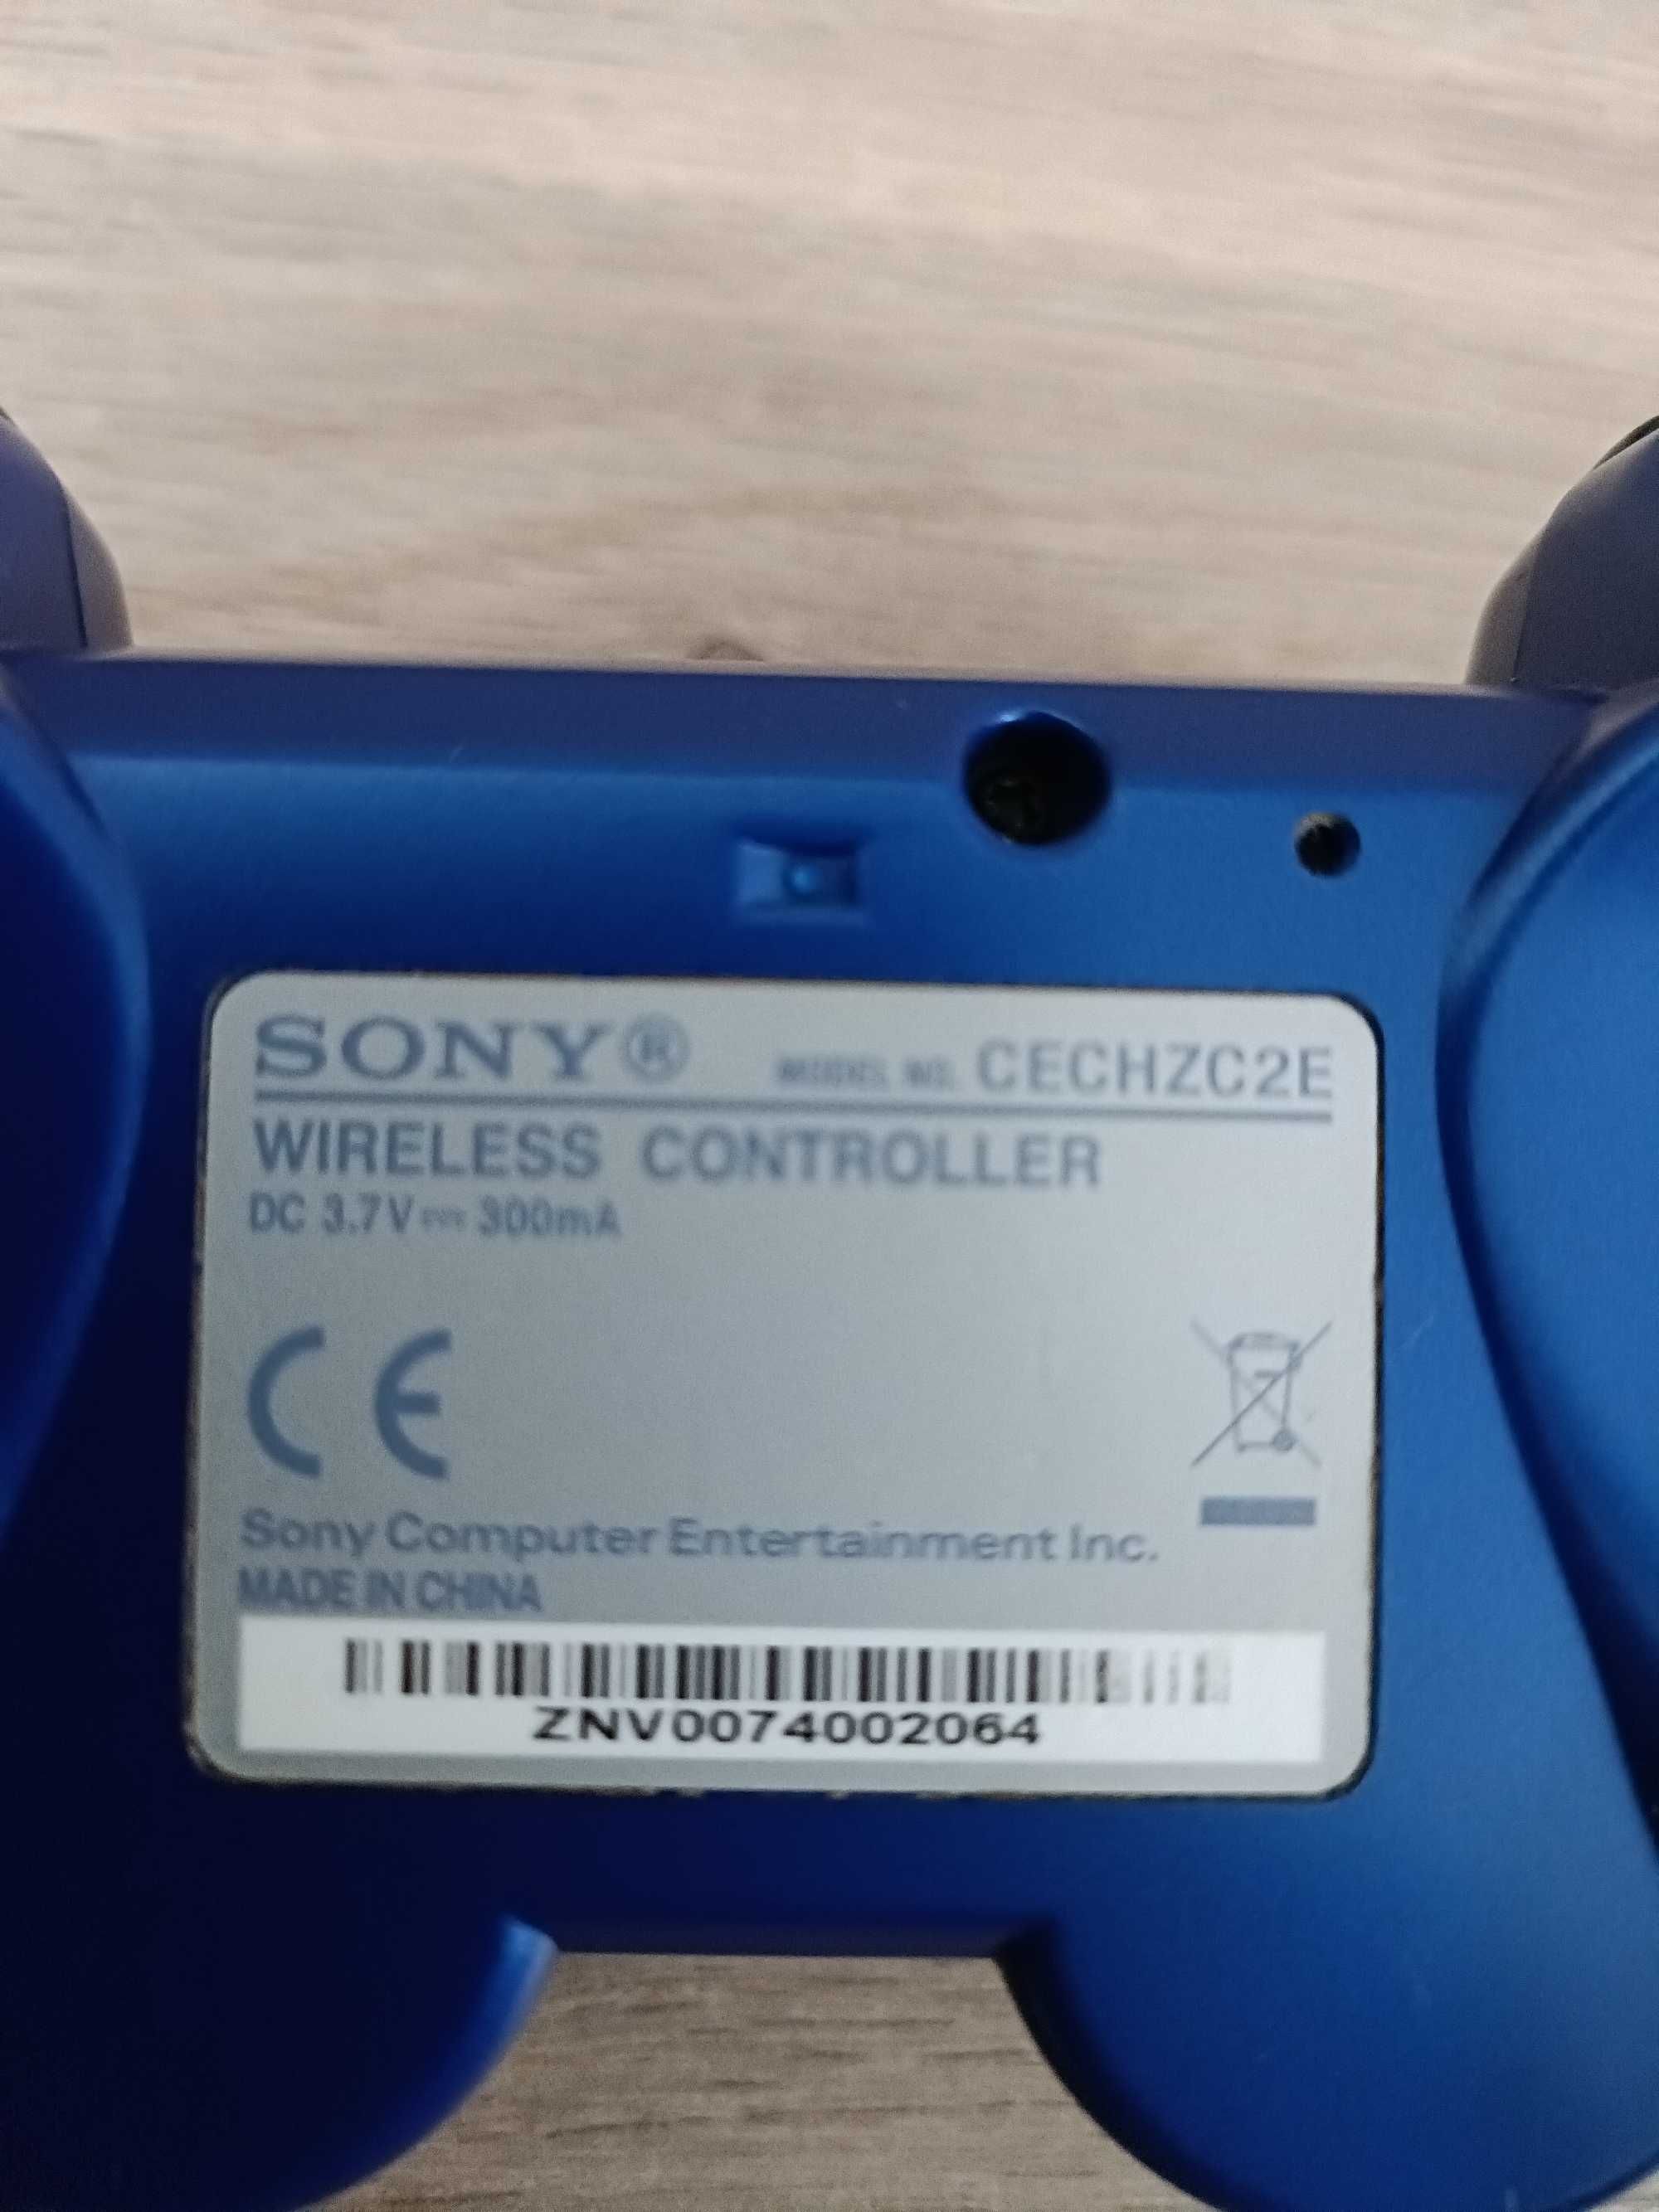 SONY® MODEL NO. CECHZC2E
WIRELESS CONTROLLER
DC 3.7V⎓300mA
CE
Sony Computer Entertainment Inc.
MADE IN CHINA
ZNV0074002064